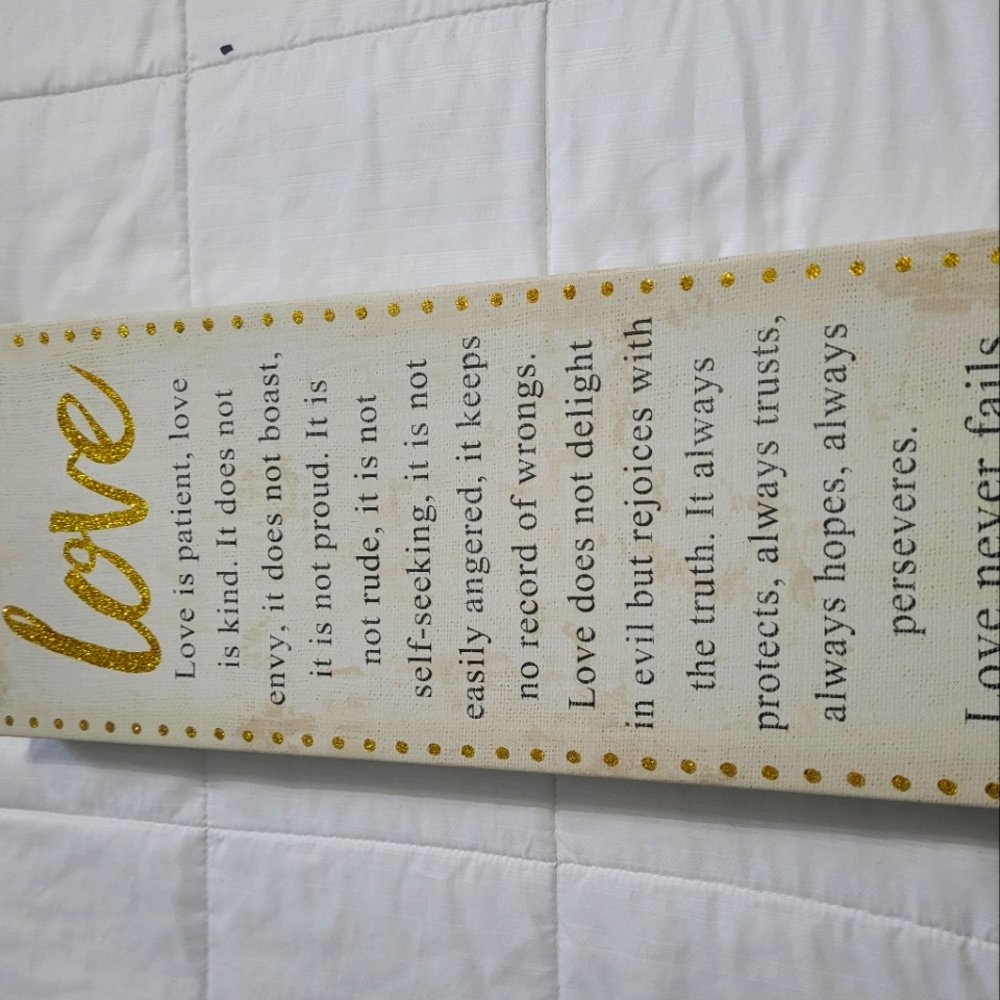 love
Love is patient, love
is kind. It does not
envy, it does not boast,
it is not proud. It is
not rude, it is not
self-seeking, it is not
easily angered, it keeps
no record of wrongs.
Love does not delight
in evil but rejoices with
the truth. It always
protects, always trusts,
always hopes, always
perseveres.
Love never fails